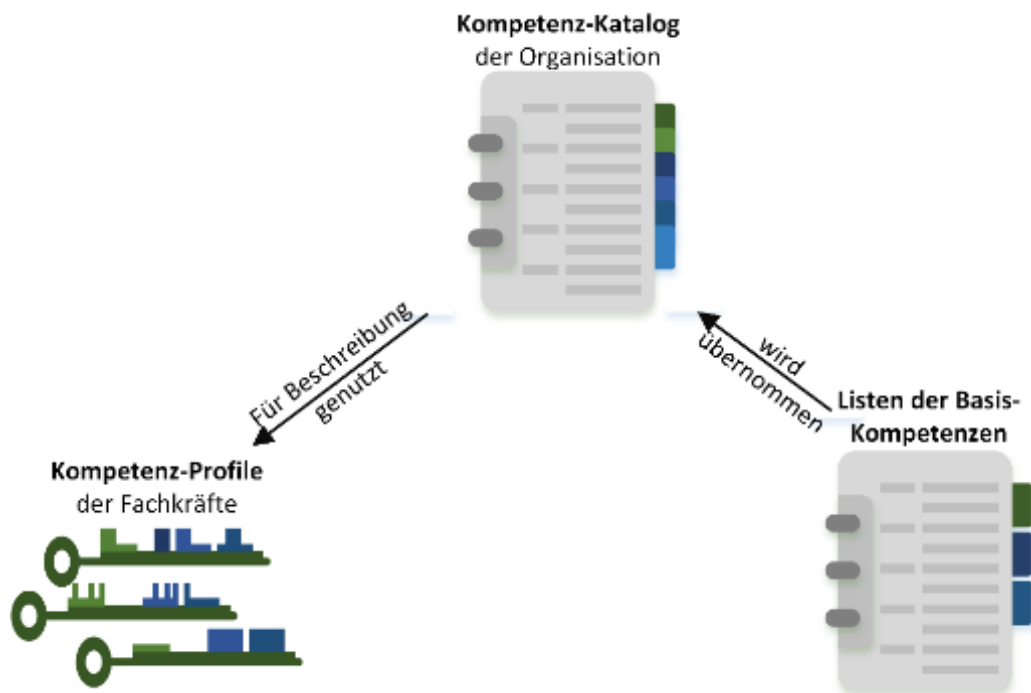 Kompetenz-Katalog
der Organisation
Für Beschreibung
genutzt
wird
übernommen
Listen der Basis-
Kompetenzen
Kompetenz-Profile
der Fachkräfte